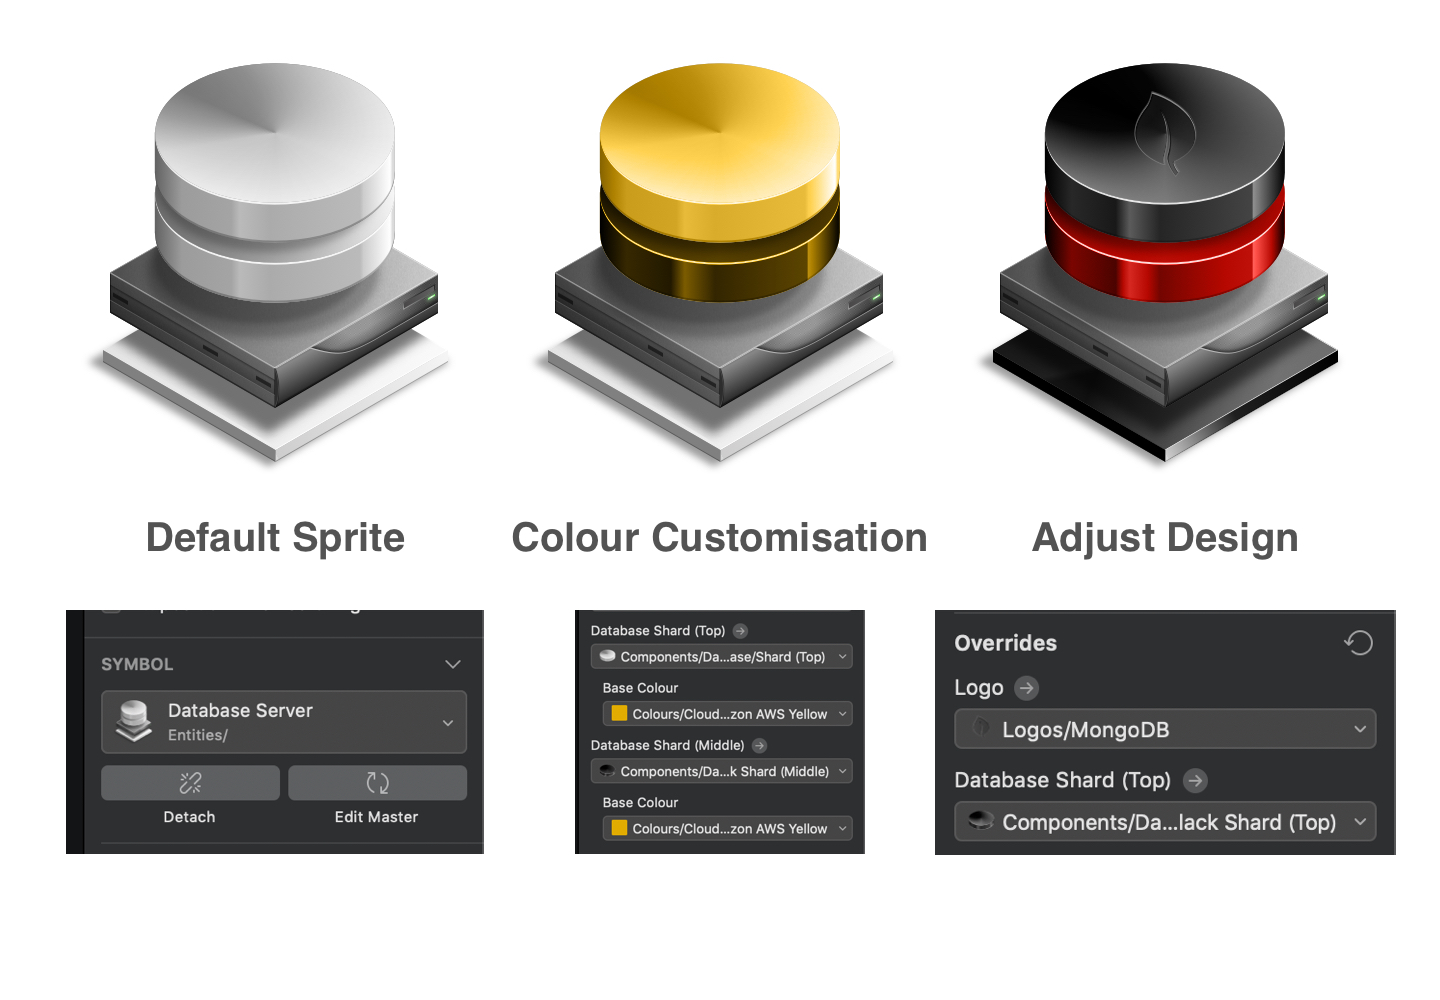 Default Sprite
Colour Customisation
Adjust Design
SYMBOL
Database Server
Entities/
Detach
Edit Master
Database Shard (Top)
Components/Da...ase/Shard (Top)
Base Colour
Colours/Cloud...zon AWS Yellow
Database Shard (Middle)
Components/Da...k Shard (Middle)
Base Colour
Colours/Cloud...zon AWS Yellow
Overrides
Logo
Logos/MongoDB
Database Shard (Top)
Components/Da...lack Shard (Top)